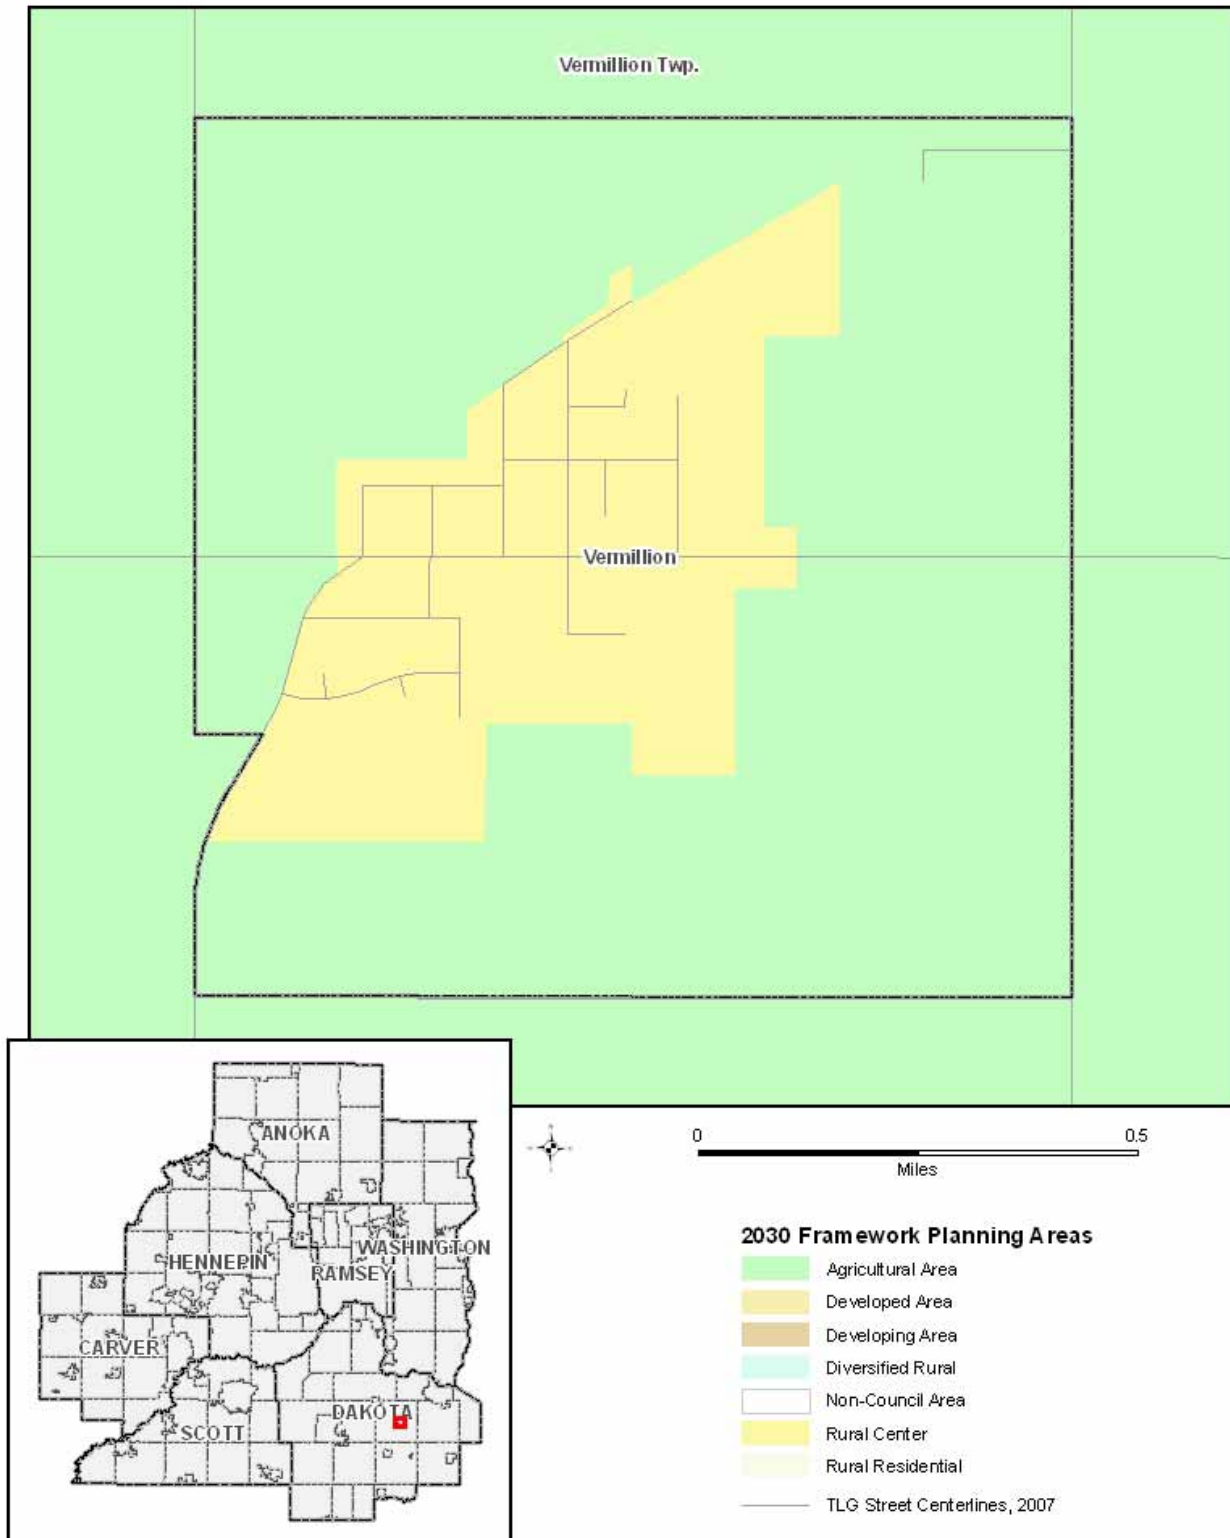 Vermillion Twp.
Vermillion
ANOKA
HENNEPIN
WASHINGTON
RAMSEY
CARVER
SCOTT
DAKOTA
0 0.5
Miles
2030 Framework Planning Areas
Agricultural Area
Developed Area
Developing Area
Diversified Rural
Non-Council Area
Rural Center
Rural Residential
TLG Street Centerlines, 2007